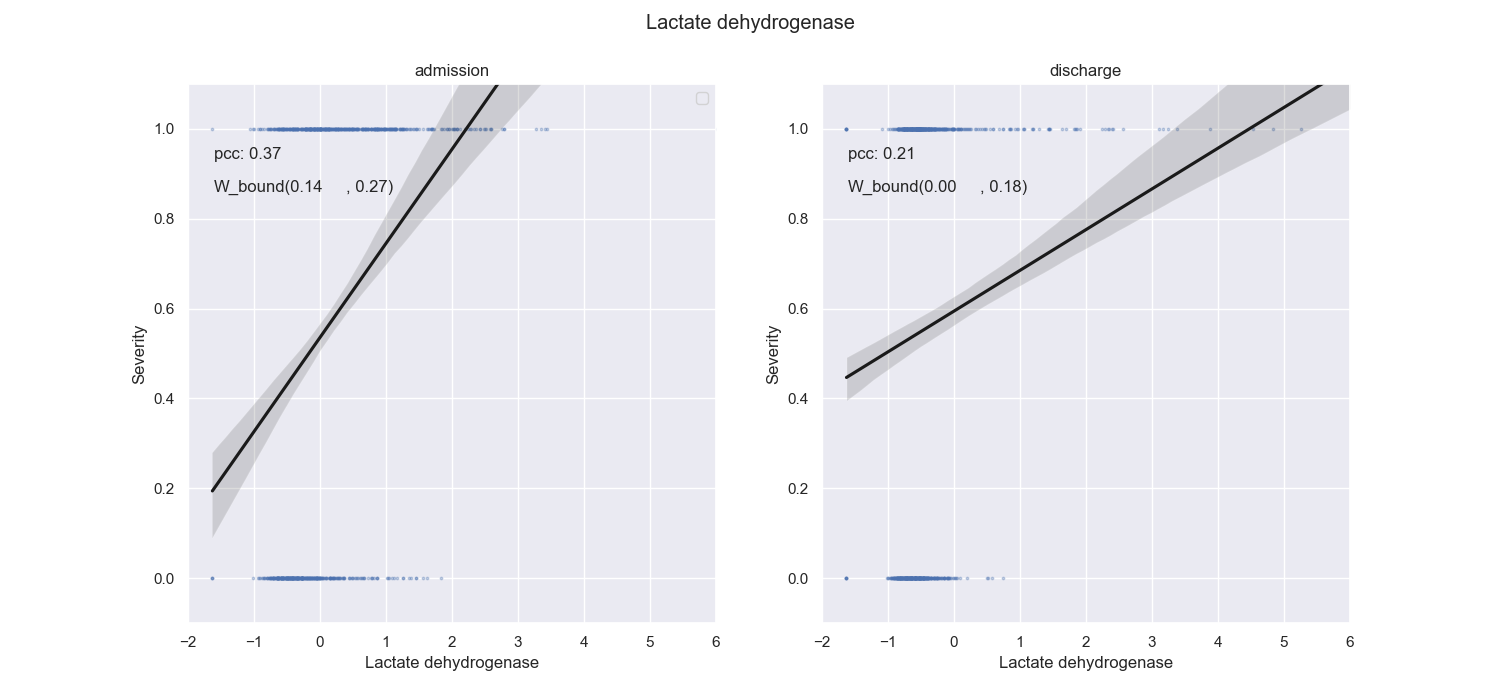 Lactate dehydrogenase
admission
1.0
0.8
0.6
0.4
0.2
0.0
Severity
pcc: 0.37
W_bound(0.14     , 0.27)
−2 −1 0 1 2 3 4 5 6
Lactate dehydrogenase
discharge
1.0
0.8
0.6
0.4
0.2
0.0
Severity
pcc: 0.21
W_bound(0.00     , 0.18)
−2 −1 0 1 2 3 4 5 6
Lactate dehydrogenase